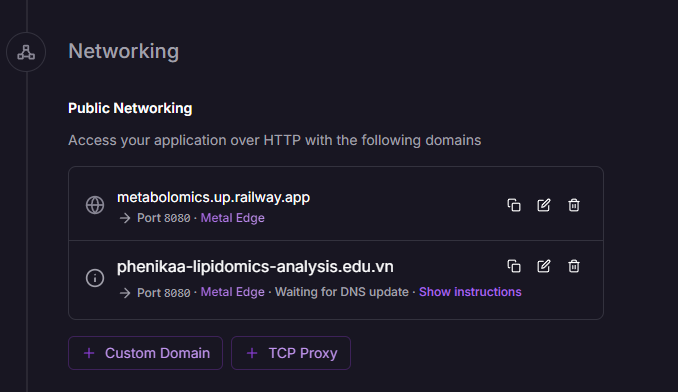 Networking
Public Networking
Access your application over HTTP with the following domains
metabolomics.up.railway.app
Port 8080 · Metal Edge
phenikaa-lipidomics-analysis.edu.vn
Port 8080 · Metal Edge · Waiting for DNS update · Show instructions
+ Custom Domain
+ TCP Proxy